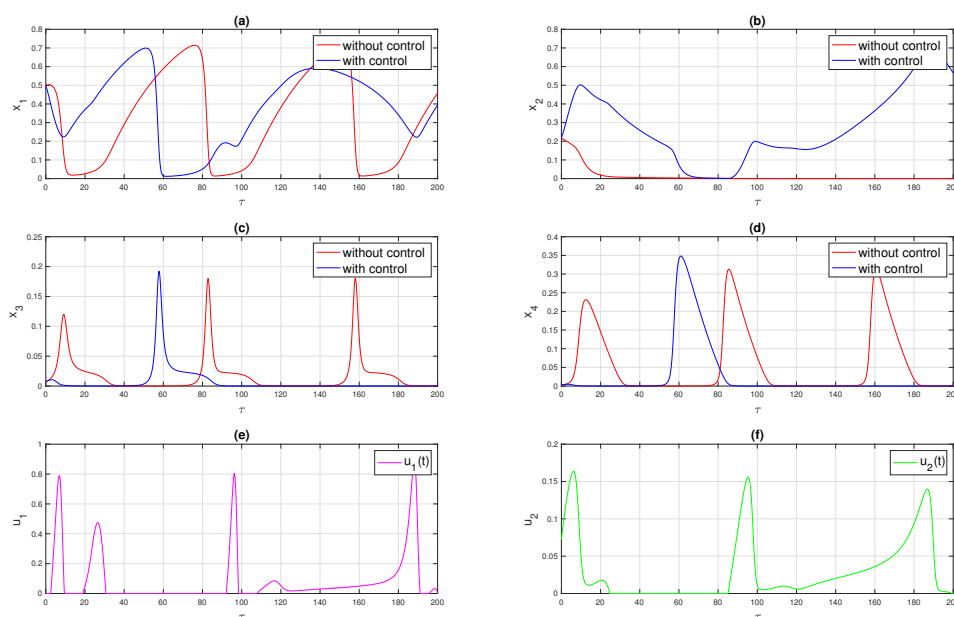 (a)
without control
with control
x1
0 0.1 0.2 0.3 0.4 0.5 0.6 0.7 0.8
0 20 40 60 80 100 120 140 160 180 200
τ
(b)
without control
with control
x2
0 0.1 0.2 0.3 0.4 0.5 0.6 0.7 0.8
0 20 40 60 80 100 120 140 160 180 200
τ
(c)
without control
with control
x3
0 0.05 0.1 0.15 0.2 0.25
0 20 40 60 80 100 120 140 160 180 200
τ
(d)
without control
with control
x4
0 0.05 0.1 0.15 0.2 0.25 0.3 0.35 0.4
0 20 40 60 80 100 120 140 160 180 200
τ
(e)
u1(t)
u1
0 0.2 0.4 0.6 0.8 1
0 20 40 60 80 100 120 140 160 180 200
τ
(f)
u2(t)
u2
0 0.05 0.1 0.15 0.2
0 20 40 60 80 100 120 140 160 180 200
τ